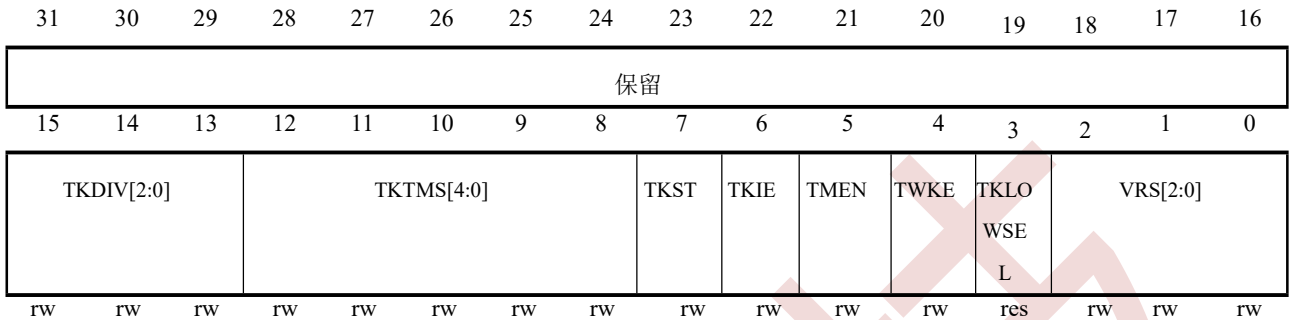 31 30 29 28 27 26 25 24 23 22 21 20 19 18 17 16
保留
15 14 13 12 11 10 9 8 7 6 5 4 3 2 1 0
TKDIV[2:0] TKTMS[4:0] TKST TKIE TMEN TWKE TKLO VRS[2:0]
WSE
L
rw rw rw rw rw rw rw rw rw rw rw rw res rw rw rw